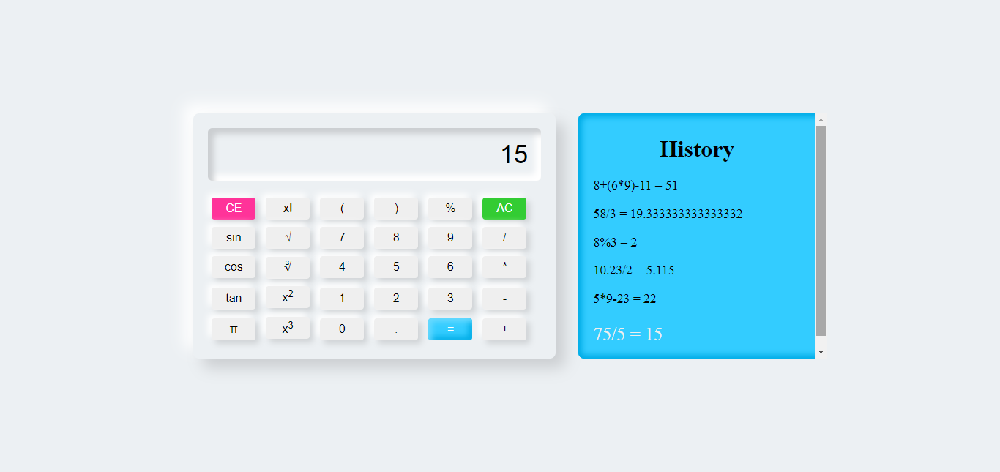 15
CE x! ( ) % AC
sin √ 7 8 9 /
cos ∛ 4 5 6 *
tan x² 1 2 3 -
π x³ 0 . = +
History
8+(6*9)-11 = 51
58/3 = 19.333333333333332
8%3 = 2
10.23/2 = 5.115
5*9-23 = 22
75/5 = 15